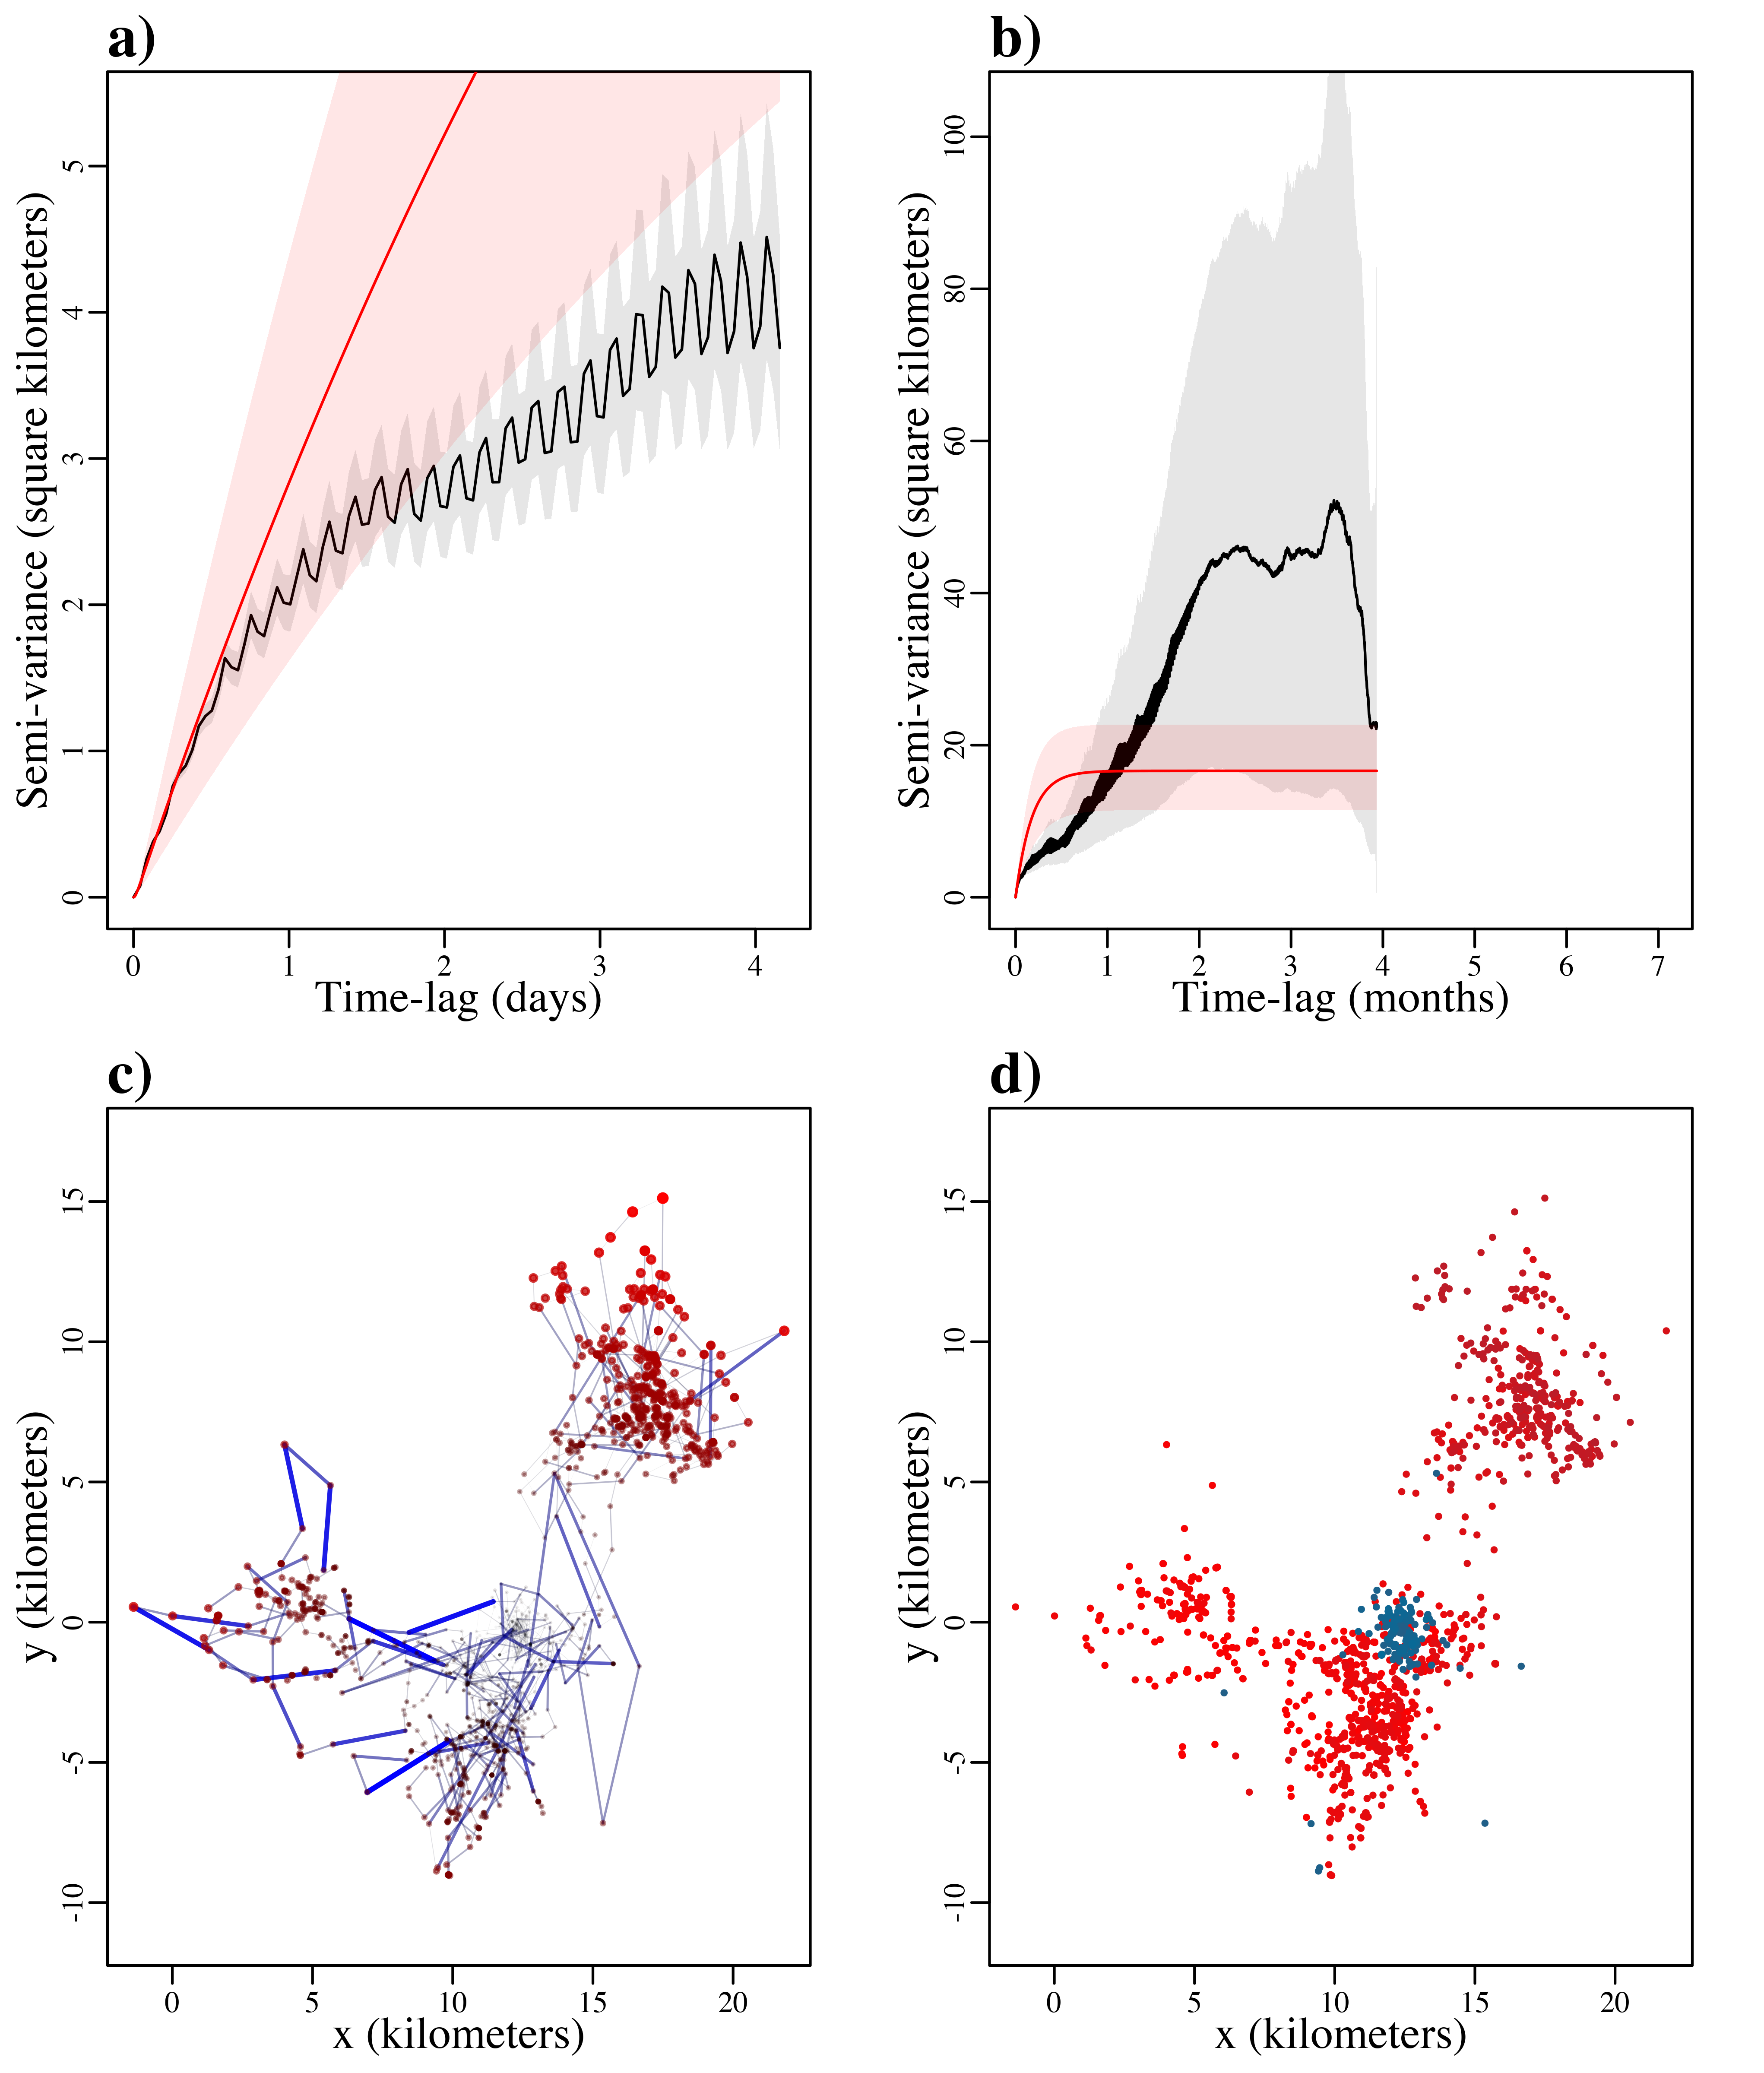 a)
Semi-variance (square kilometers)
0 1 2 3 4 5
0 1 2 3 4
Time-lag (days)
b)
Semi-variance (square kilometers)
0 20 40 60 80 100
0 1 2 3 4 5 6 7
Time-lag (months)
c)
y (kilometers)
-10 -5 0 5 10 15
0 5 10 15 20
x (kilometers)
d)
y (kilometers)
-10 -5 0 5 10 15
0 5 10 15 20
x (kilometers)